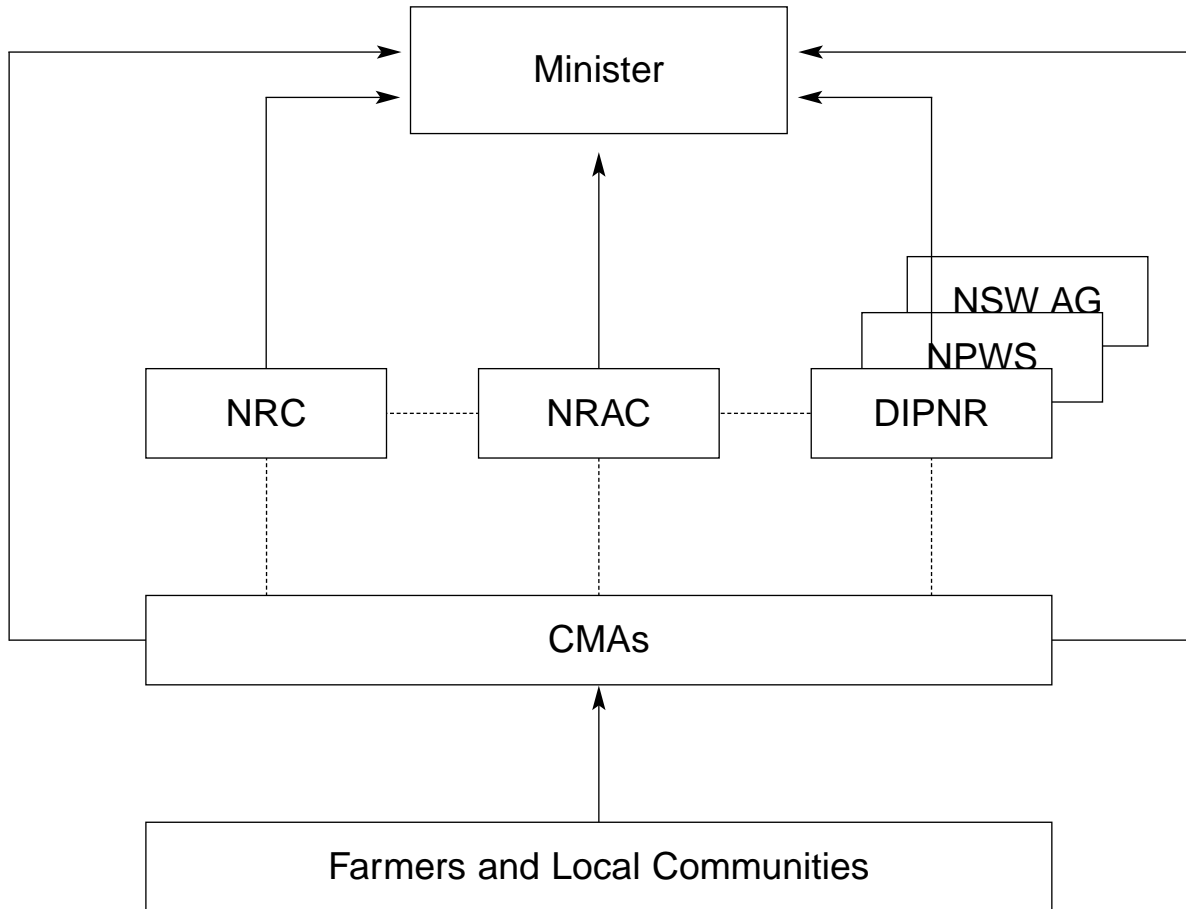 Minister
NSW AG
NPWS
NRC
NRAC
DIPNR
CMAs
Farmers and Local Communities